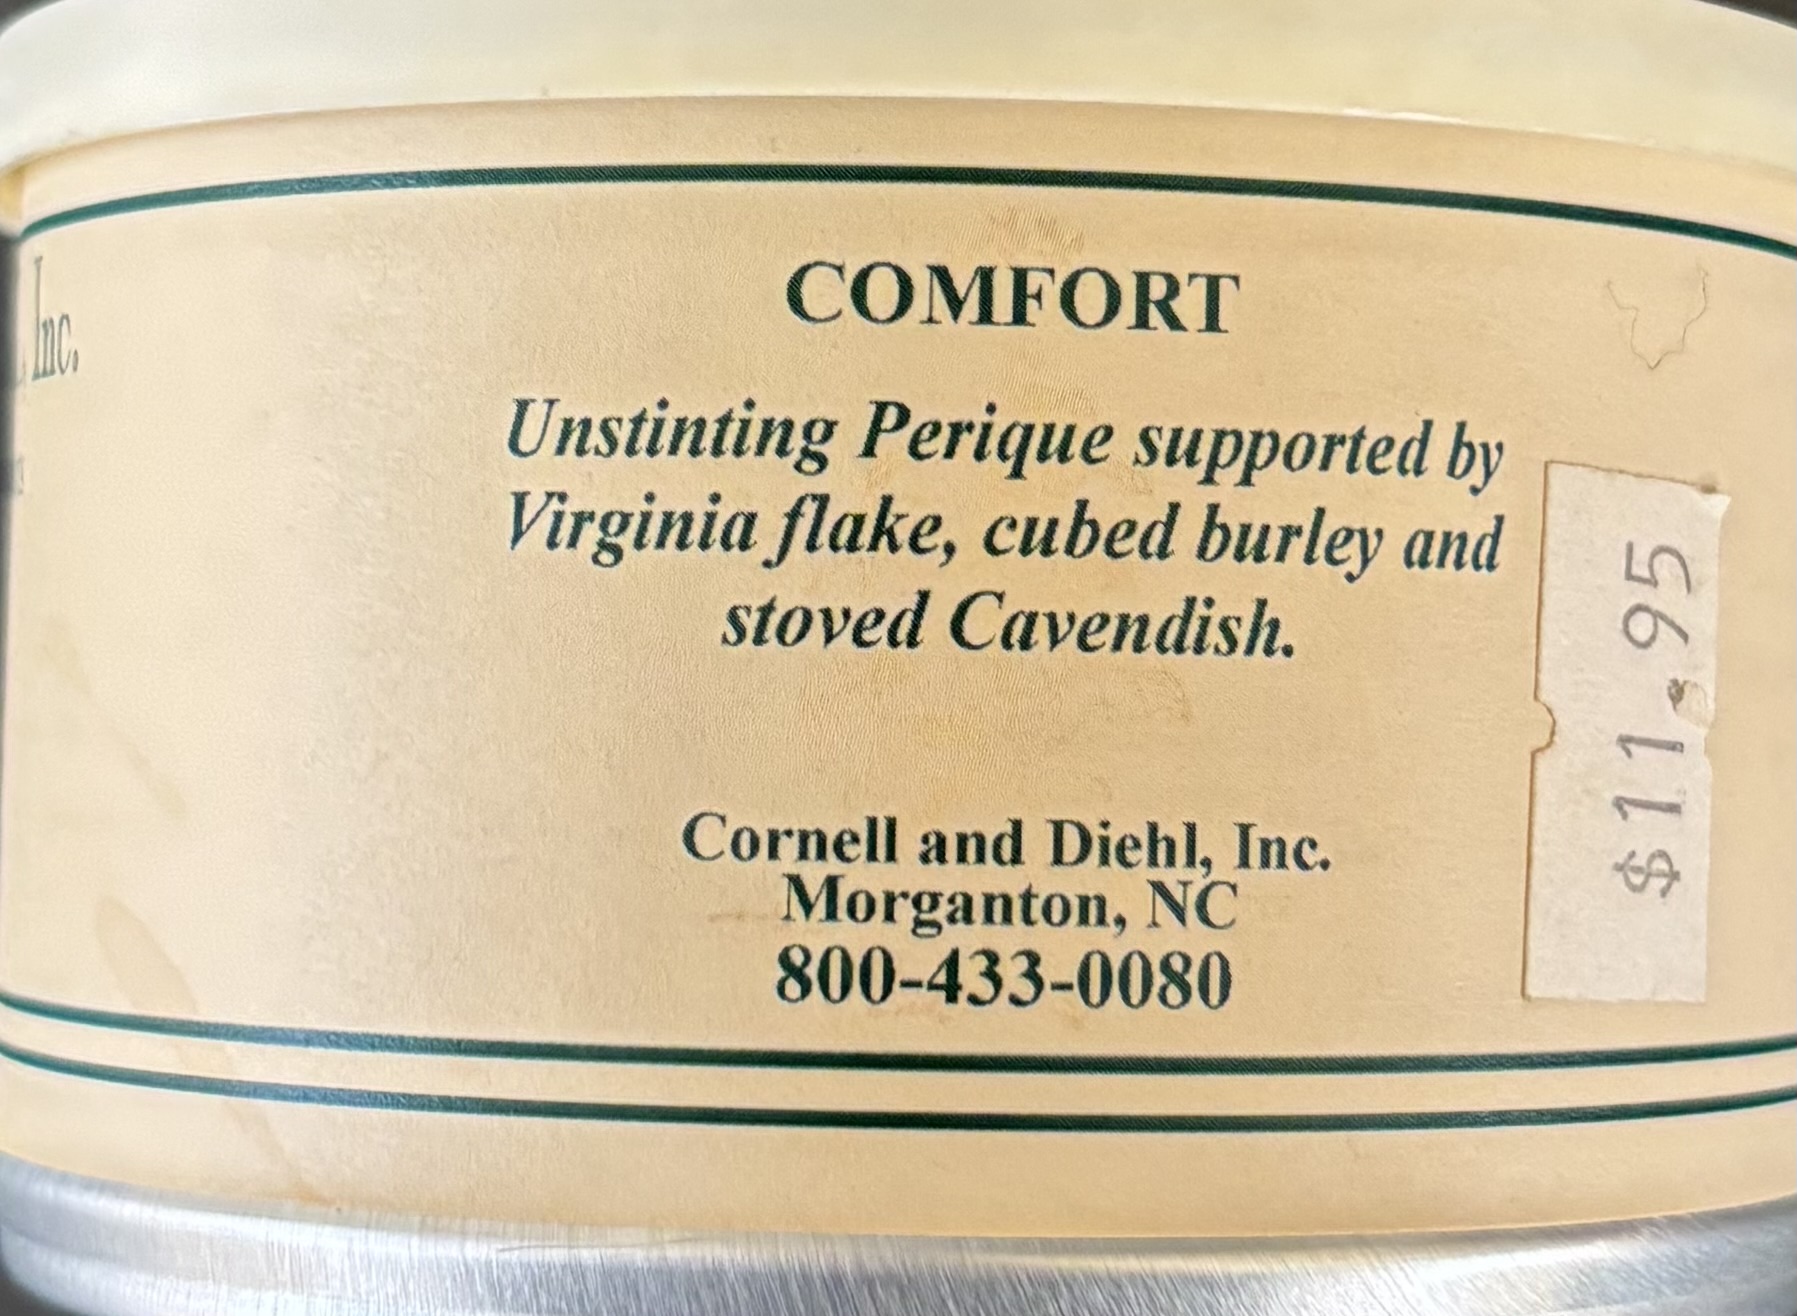 Inc.
COMFORT
Unstinting Perique supported by
Virginia flake, cubed burley and
stoved Cavendish.
$11.95
Cornell and Diehl, Inc.
Morganton, NC
800-433-0080